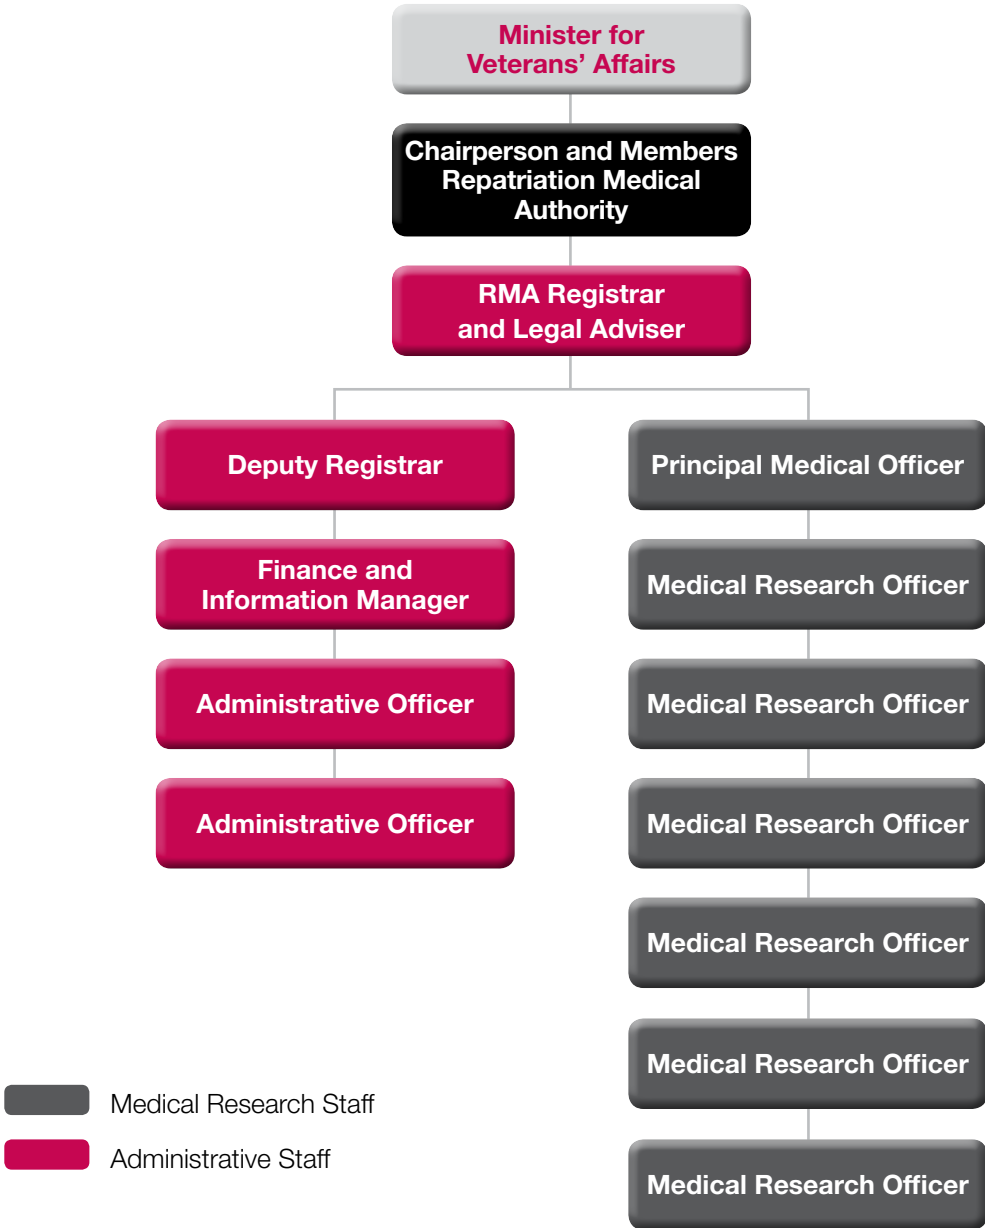 Minister for
Veterans’ Affairs
Chairperson and Members
Repatriation Medical
Authority
RMA Registrar
and Legal Adviser
Deputy Registrar
Finance and
Information Manager
Administrative Officer
Administrative Officer
Principal Medical Officer
Medical Research Officer
Medical Research Officer
Medical Research Officer
Medical Research Officer
Medical Research Officer
Medical Research Officer
Medical Research Staff
Administrative Staff